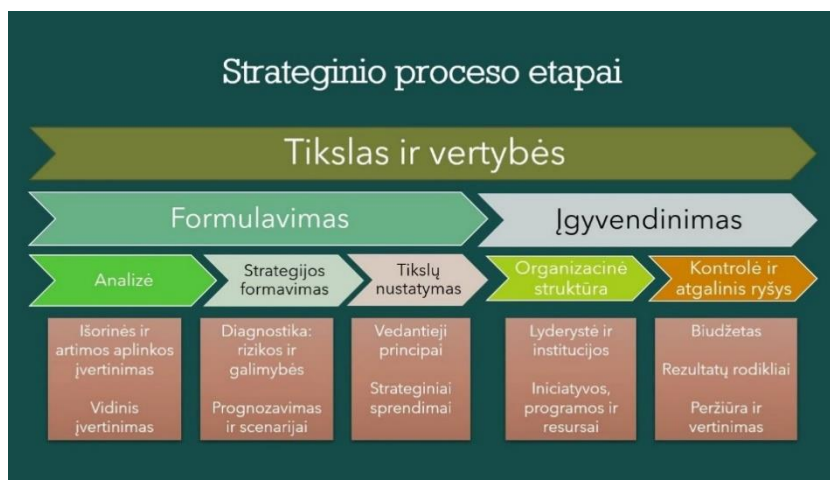 Strateginio proceso etapai
Tikslas ir vertybės
Formulavimas
Įgyvendinimas
Analizė
Strategijos
formavimas
Tikslų
nustatymas
Organizacinė
struktūra
Kontrolė ir
atgalinis ryšys
Išorinės ir
artimos aplinkos
įvertinimas
Vidinis
įvertinimas
Diagnostika:
rizikos ir
galimybės
Prognozavimas
ir scenarijai
Vedantieji
principai
Strateginiai
sprendimai
Lyderystė ir
institucijos
Iniciatyvos,
programos ir
resursai
Biudžetas
Rezultatų rodikliai
Peržiūra ir
vertinimas